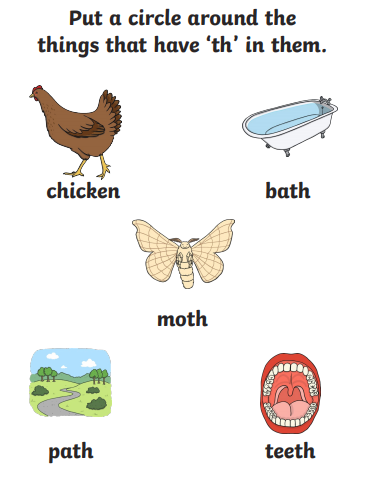 Put a circle around the
things that have ‘th’ in them.
chicken
bath
moth
path
teeth